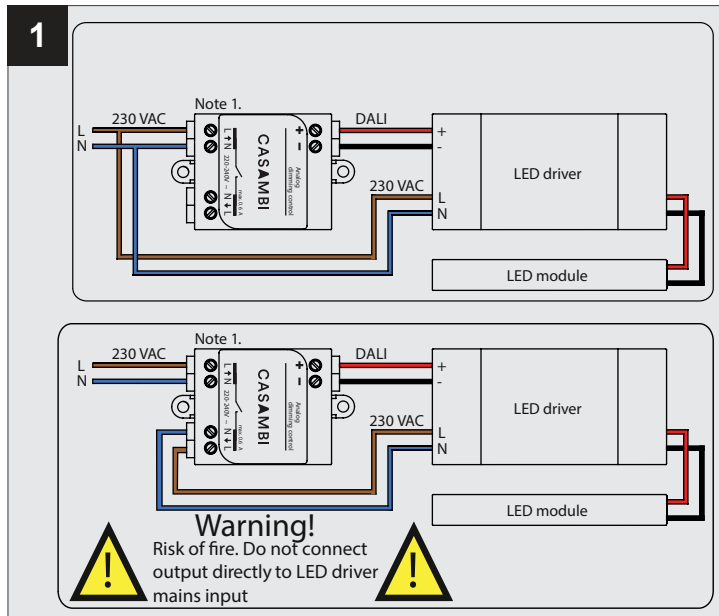 1
Note 1.
230 VAC
DALI
L
N
L N
220-240V ~
N L
max.0.6 A
CASAMBI
Analog
dimming control
+ -
+
-
LED driver
230 VAC
L
N
LED module
Note 1.
230 VAC
DALI
L
N
L N
220-240V ~
N L
max.0.6 A
CASAMBI
Analog
dimming control
+ -
+
-
LED driver
230 VAC
L
N
LED module
Warning!
Risk of fire. Do not connect
output directly to LED driver
mains input
!
!